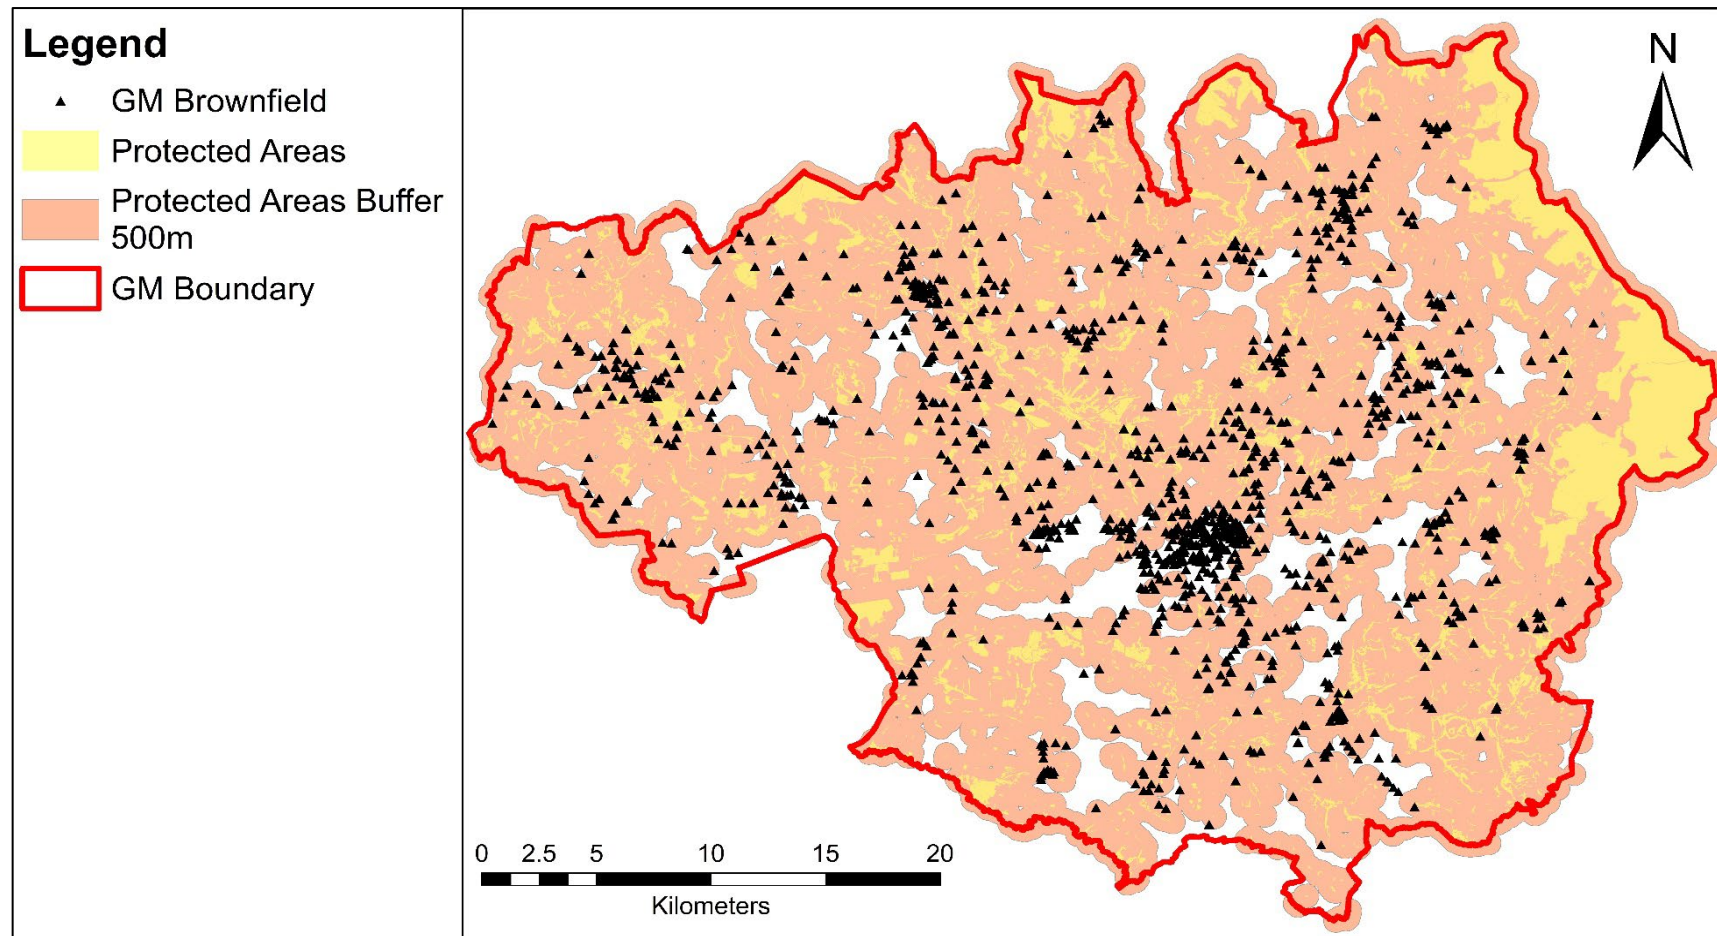 Legend
GM Brownfield
Protected Areas
Protected Areas Buffer
500m
GM Boundary
N
0 2.5 5 10 15 20
Kilometers